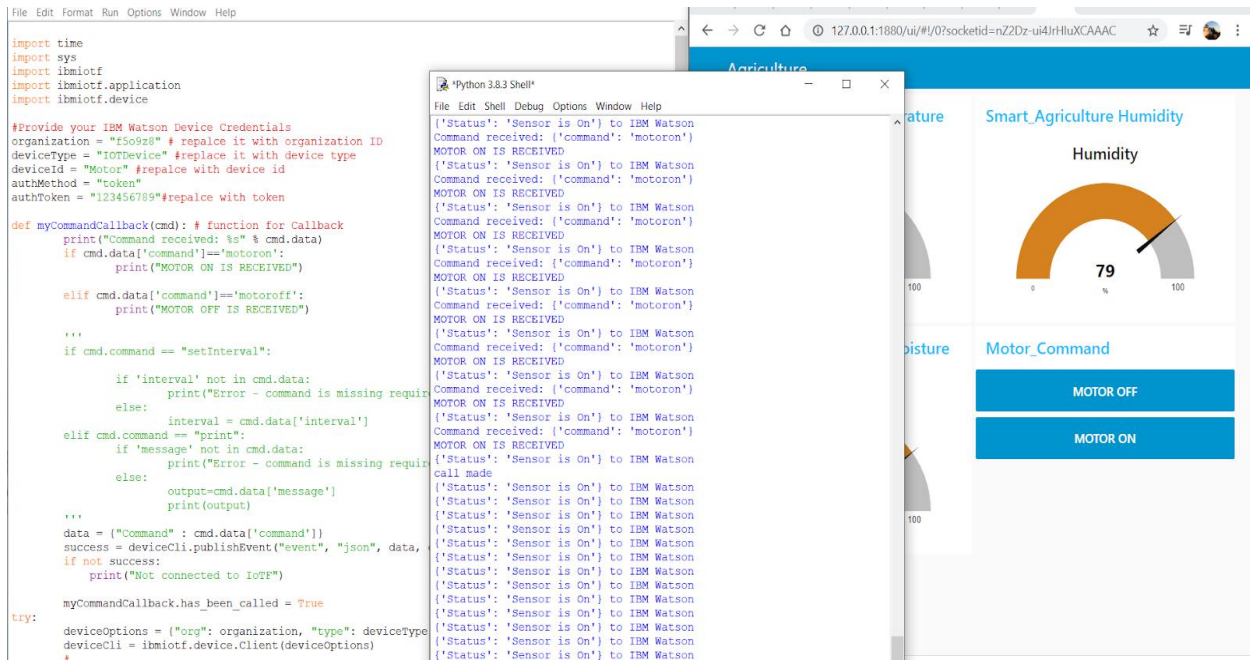 File Edit Format Run Options Window Help
import time
import sys
import ibmiotf
import ibmiotf.application
import ibmiotf.device
#Provide your IBM Watson Device Credentials
organization = "f5o9z8" # repalce it with organization ID
deviceType = "IOTDevice" #replace it with device type
deviceId = "Motor" #repalce with device id
authMethod = "token"
authToken = "123456789"#repalce with token
def myCommandCallback(cmd): # function for Callback
print("Command received: %s" % cmd.data)
if cmd.data['command']=='motoron':
print("MOTOR ON IS RECEIVED")
elif cmd.data['command']=='motoroff':
print("MOTOR OFF IS RECEIVED")
'''
if cmd.command == "setInterval":
if 'interval' not in cmd.data:
print("Error - command is missing requir
else:
interval = cmd.data['interval']
elif cmd.command == "print":
if 'message' not in cmd.data:
print("Error - command is missing requir
else:
output=cmd.data['message']
print(output)
'''
data = {"Command" : cmd.data['command']}
success = deviceCli.publishEvent("event", "json", data,
if not success:
print("Not connected to IoTF")
myCommandCallback.has_been_called = True
try:
deviceOptions = {"org": organization, "type": deviceType
deviceCli = ibmiotf.device.Client(deviceOptions)
#
*Python 3.8.3 Shell*
File Edit Shell Debug Options Window Help
{'Status': 'Sensor is On'} to IBM Watson
Command received: {'command': 'motoron'}
MOTOR ON IS RECEIVED
{'Status': 'Sensor is On'} to IBM Watson
Command received: {'command': 'motoron'}
MOTOR ON IS RECEIVED
{'Status': 'Sensor is On'} to IBM Watson
Command received: {'command': 'motoron'}
MOTOR ON IS RECEIVED
{'Status': 'Sensor is On'} to IBM Watson
Command received: {'command': 'motoron'}
MOTOR ON IS RECEIVED
{'Status': 'Sensor is On'} to IBM Watson
Command received: {'command': 'motoron'}
MOTOR ON IS RECEIVED
{'Status': 'Sensor is On'} to IBM Watson
Command received: {'command': 'motoron'}
MOTOR ON IS RECEIVED
{'Status': 'Sensor is On'} to IBM Watson
Command received: {'command': 'motoron'}
MOTOR ON IS RECEIVED
{'Status': 'Sensor is On'} to IBM Watson
Command received: {'command': 'motoron'}
MOTOR ON IS RECEIVED
{'Status': 'Sensor is On'} to IBM Watson
call made
{'Status': 'Sensor is On'} to IBM Watson
{'Status': 'Sensor is On'} to IBM Watson
{'Status': 'Sensor is On'} to IBM Watson
{'Status': 'Sensor is On'} to IBM Watson
{'Status': 'Sensor is On'} to IBM Watson
{'Status': 'Sensor is On'} to IBM Watson
{'Status': 'Sensor is On'} to IBM Watson
{'Status': 'Sensor is On'} to IBM Watson
{'Status': 'Sensor is On'} to IBM Watson
{'Status': 'Sensor is On'} to IBM Watson
{'Status': 'Sensor is On'} to IBM Watson
{'Status': 'Sensor is On'} to IBM Watson
{'Status': 'Sensor is On'} to IBM Watson
127.0.0.1:1880/ui/#!/0?socketid=nZ2Dz-ui4JrHIuXCAAAC
Agriculture
rature
100
Smart_Agriculture Humidity
Humidity
79
0
%
100
oisture
100
Motor_Command
MOTOR OFF
MOTOR ON